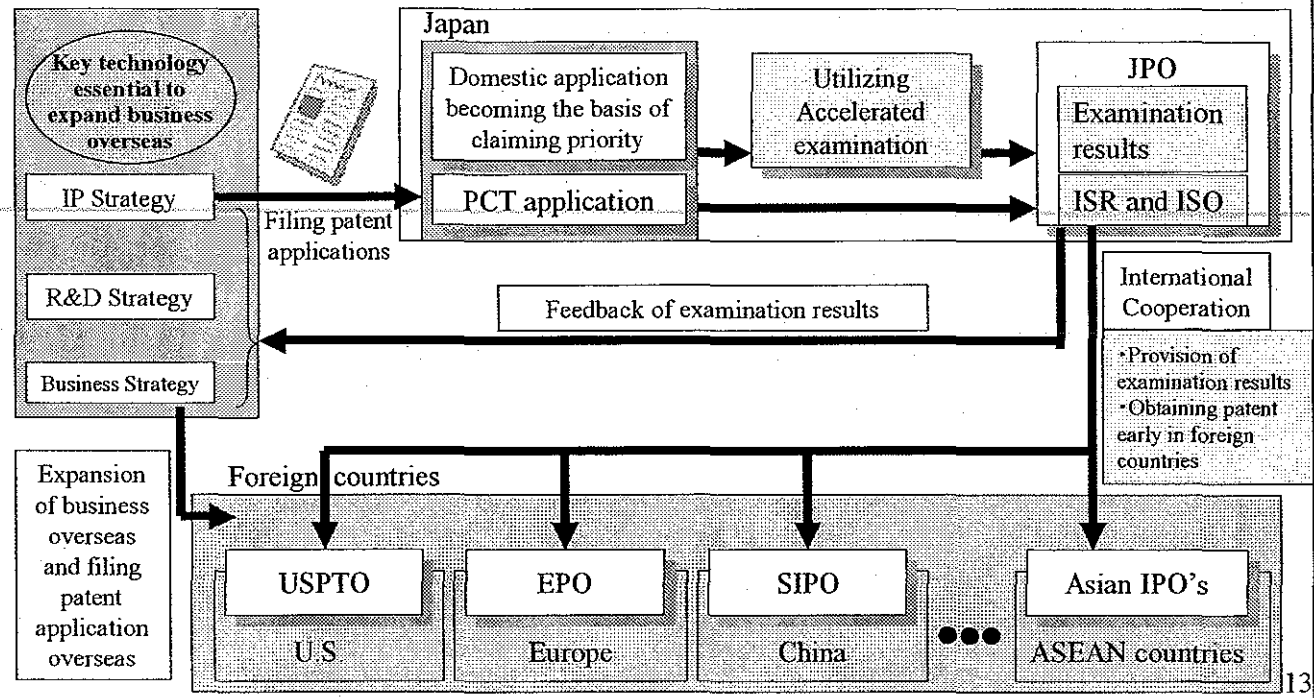 Key technology
essential to
expand business
overseas
IP Strategy
R&D Strategy
Business Strategy
Filing patent
applications
Japan
Domestic application
becoming the basis of
claiming priority
PCT application
Utilizing
Accelerated
examination
JPO
Examination
results
ISR and ISO
Feedback of examination results
International
Cooperation
・Provision of
examination results
・Obtaining patent
early in foreign
countries
Expansion
of business
overseas
and filing
patent
application
overseas
Foreign countries
USPTO
U.S.
EPO
Europe
SIPO
China
●●●
Asian IPO's
ASEAN countries
13